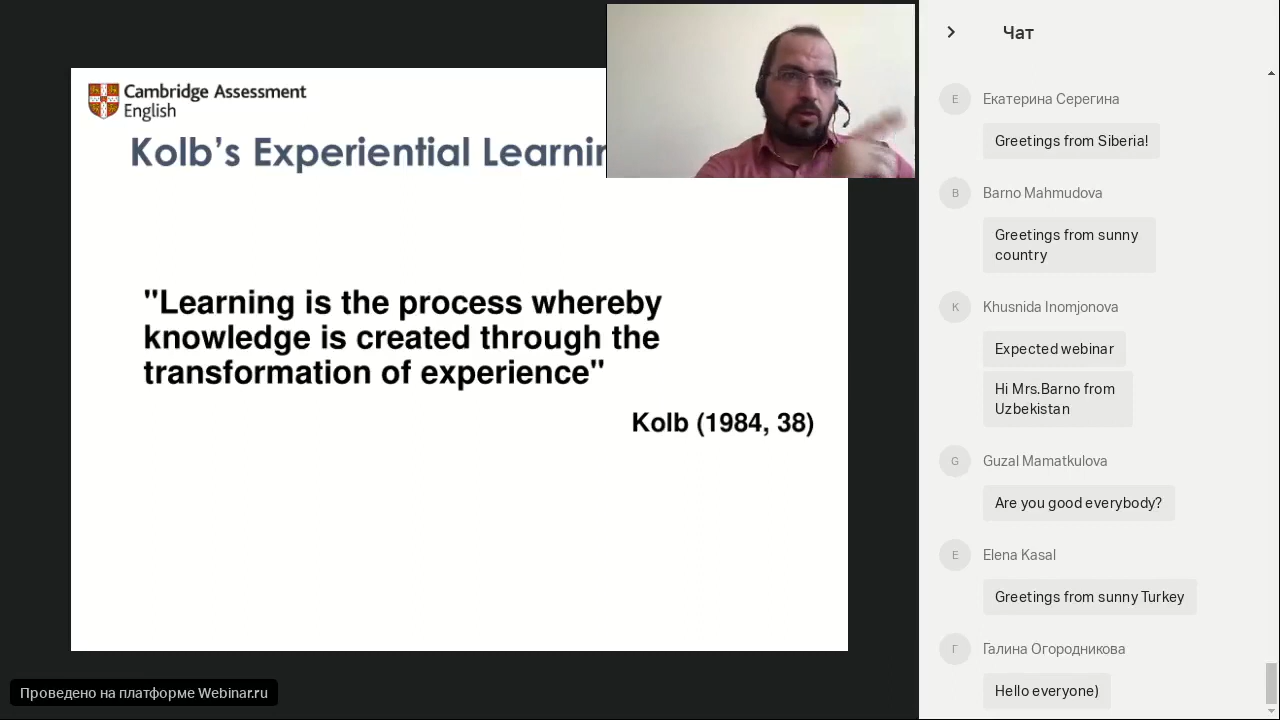 Cambridge Assessment
English
Kolb's Experiential Learnin
"Learning is the process whereby
knowledge is created through the
transformation of experience"
Kolb (1984, 38)
Проведено на платформе Webinar.ru
Чат
E
Екатерина Серегина
Greetings from Siberia!
B
Barno Mahmudova
Greetings from sunny
country
K
Khusnida Inomjonova
Expected webinar
Hi Mrs.Barno from
Uzbekistan
G
Guzal Mamatkulova
Are you good everybody?
E
Elena Kasal
Greetings from sunny Turkey
Г
Галина Огородникова
Hello everyone)